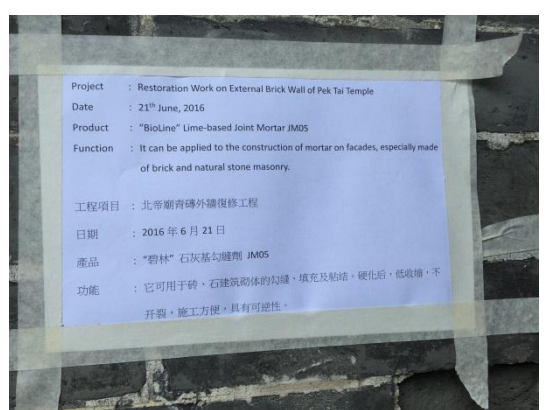 Project : Restoration Work on External Brick Wall of Pek Tai Temple
Date : 21th June, 2016
Product : "BioLine" Lime-based Joint Mortar JM05
Function : It can be applied to the construction of mortar on facades, especially made
of brick and natural stone masonry.
工程項目 : 北帝廟青磚外牆復修工程
日期 : 2016 年 6 月 21 日
產品 : "碧林" 石灰基勾縫劑 JM05
功能 : 它可用于砖、石建筑砌体的勾缝、填充及粘结。硬化后，低收缩，不
开裂，施工方便，具有可逆性。